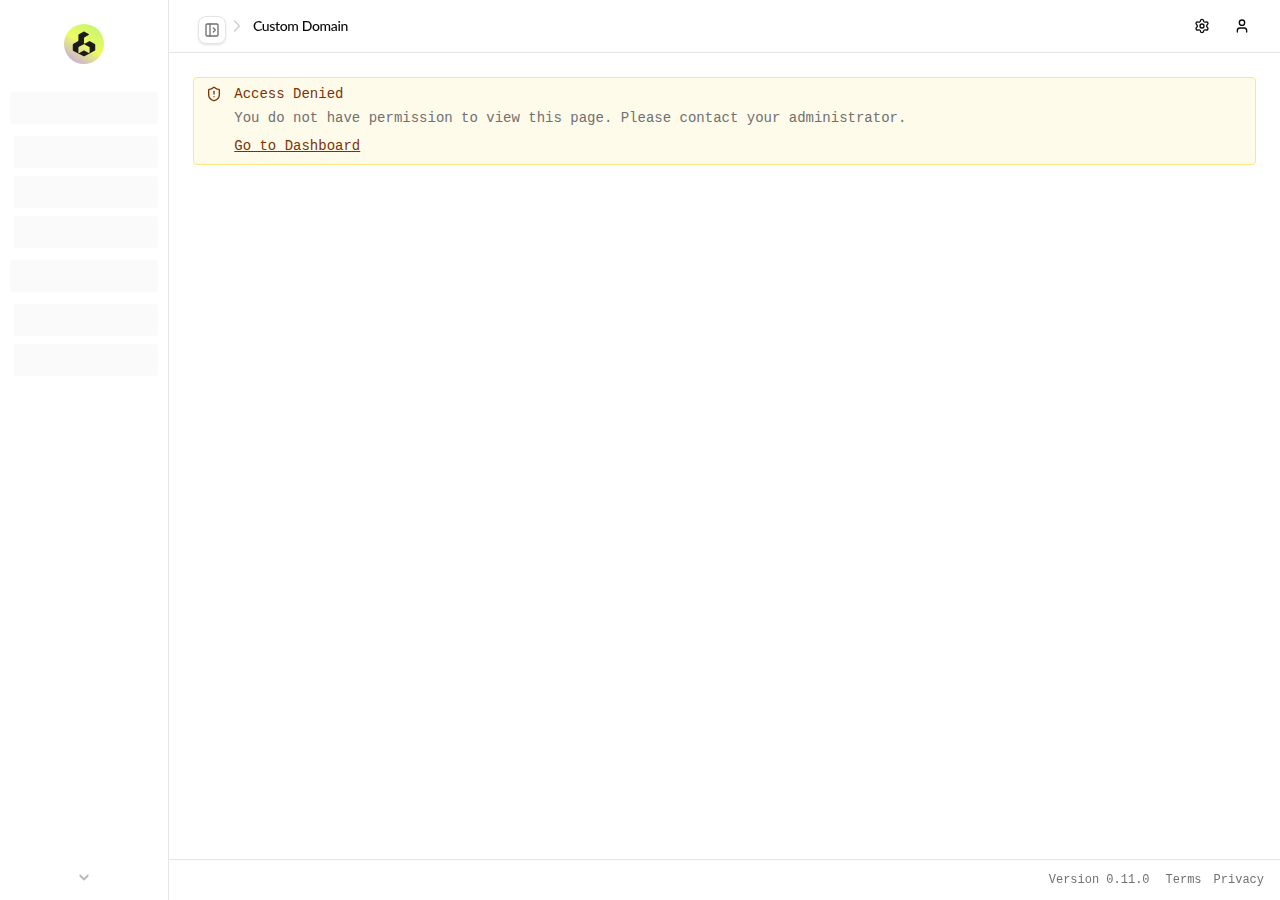 Custom Domain
Access Denied
You do not have permission to view this page. Please contact your administrator.
Go to Dashboard
Version 0.11.0 Terms Privacy